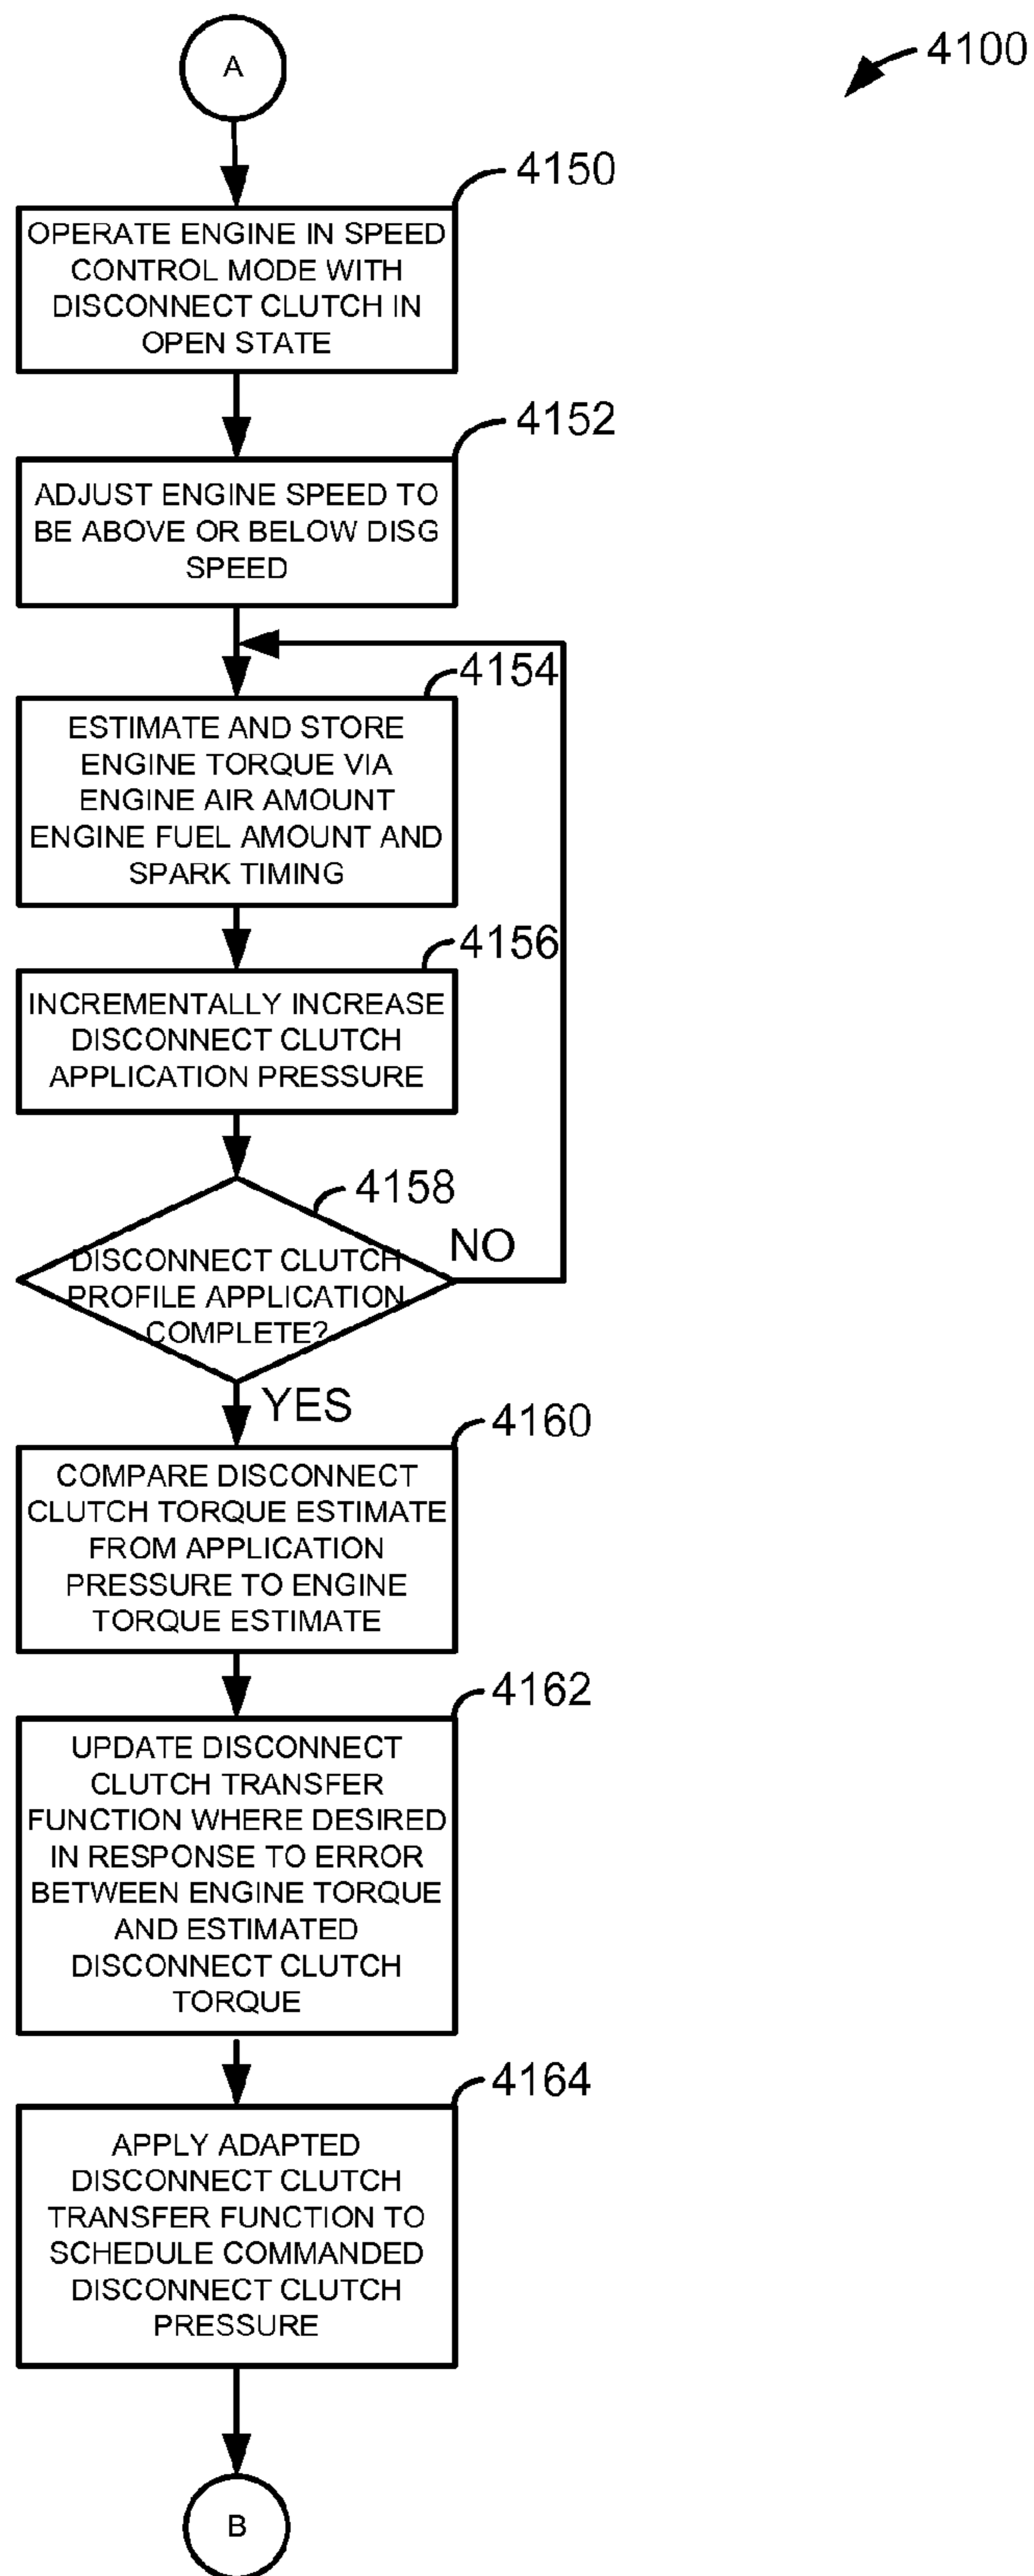 A
4100
4150
OPERATE ENGINE IN SPEED
CONTROL MODE WITH
DISCONNECT CLUTCH IN
OPEN STATE
4152
ADJUST ENGINE SPEED TO
BE ABOVE OR BELOW DISG
SPEED
4154
ESTIMATE AND STORE
ENGINE TORQUE VIA
ENGINE AIR AMOUNT
ENGINE FUEL AMOUNT AND
SPARK TIMING
4156
INCREMENTALLY INCREASE
DISCONNECT CLUTCH
APPLICATION PRESSURE
4158
NO
DISCONNECT CLUTCH
PROFILE APPLICATION
COMPLETE?
YES
4160
COMPARE DISCONNECT
CLUTCH TORQUE ESTIMATE
FROM APPLICATION
PRESSURE TO ENGINE
TORQUE ESTIMATE
4162
UPDATE DISCONNECT
CLUTCH TRANSFER
FUNCTION WHERE DESIRED
IN RESPONSE TO ERROR
BETWEEN ENGINE TORQUE
AND ESTIMATED
DISCONNECT CLUTCH
TORQUE
4164
APPLY ADAPTED
DISCONNECT CLUTCH
TRANSFER FUNCTION TO
SCHEDULE COMMANDED
DISCONNECT CLUTCH
PRESSURE
B